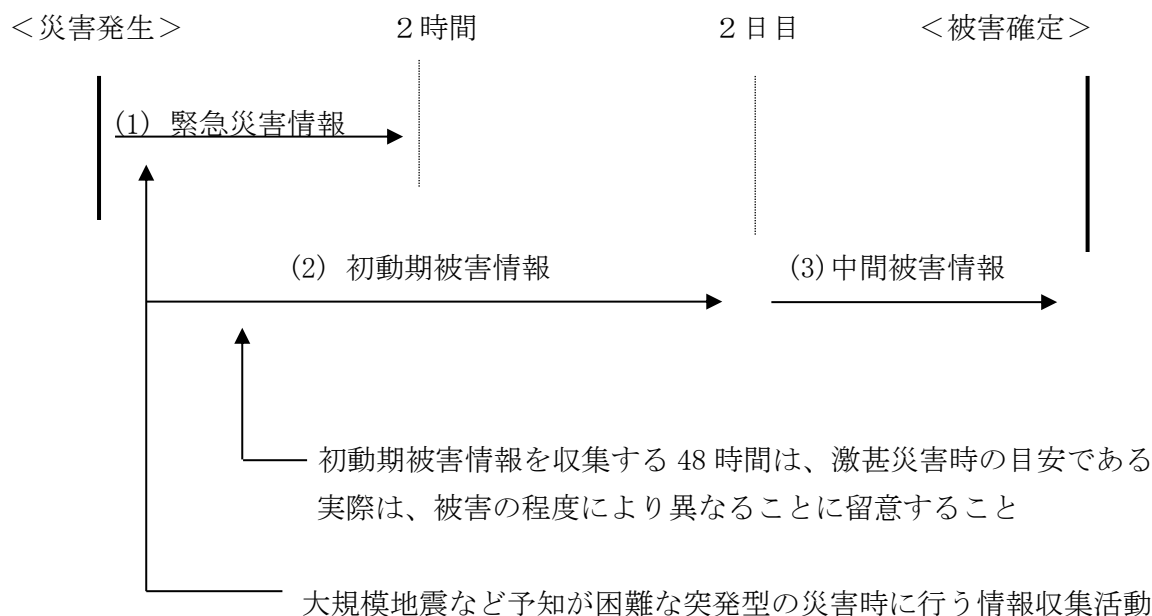 ＜災害発生＞ ２時間 ２日目 ＜被害確定＞
(1) 緊急災害情報
(2) 初動期被害情報 (3)中間被害情報
初動期被害情報を収集する 48 時間は、激甚災害時の目安である
実際は、被害の程度により異なることに留意すること
大規模地震など予知が困難な突発型の災害時に行う情報収集活動